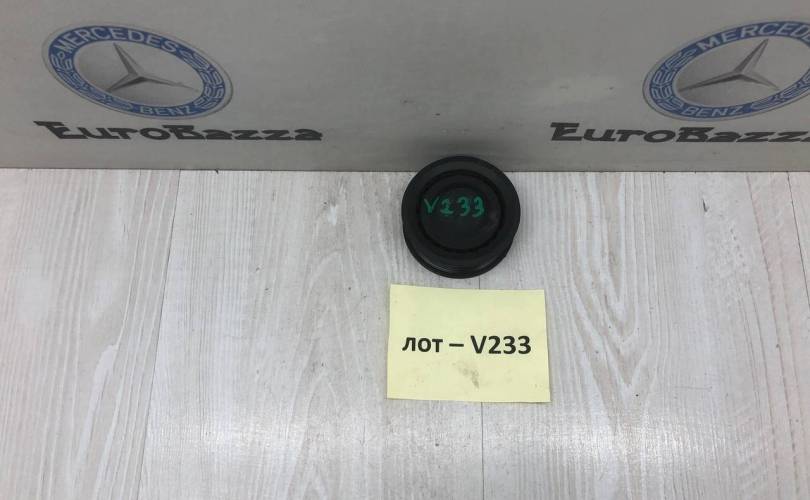 MERCEDES
BENZ
EuroBazza
MERCEDES
BENZ
EuroBazza
V233
лот – V233